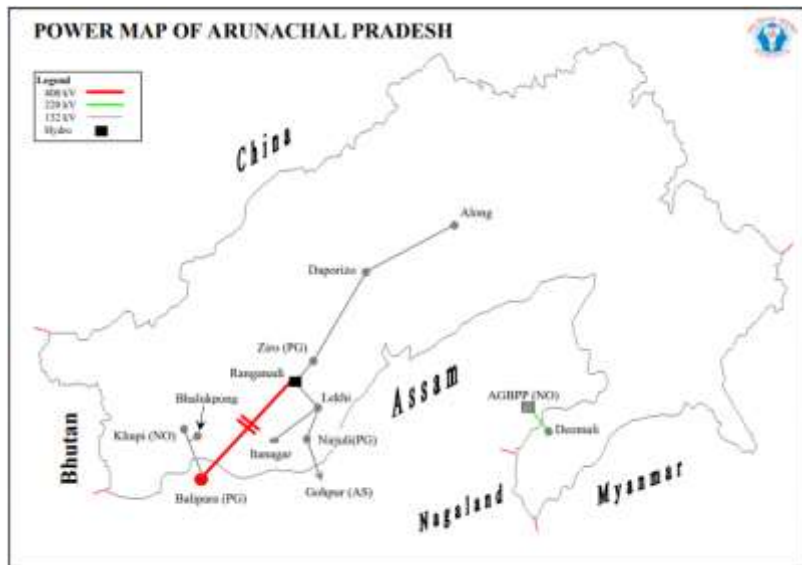 POWER MAP OF ARUNACHAL PRADESH
Legend
400 kV
220 kV
132 kV
Hydro
China
Along
Daporizo
Ziro (PG)
Ranganadi
Assam
Bhalukpong
Lekhi
AGBPP (NO)
Khupi (NO)
Deomali
Itanagar
Nirjuli(PG)
Bhutan
Balipara (PG)
Gohpur (AS)
Nagaland
Myanmar